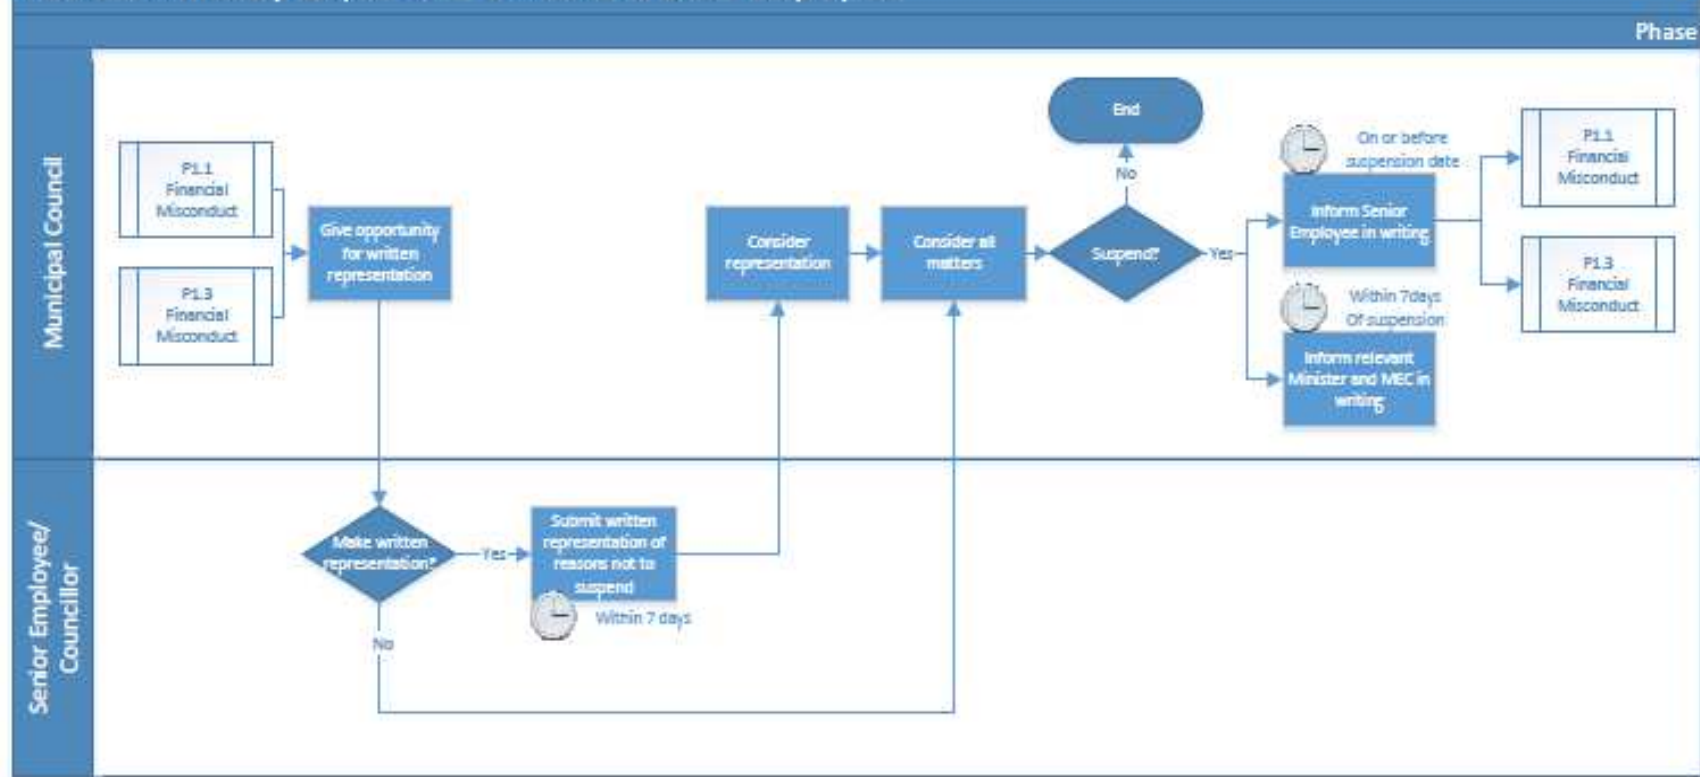 Phase
Municipal Council
P1.1
Financial
Misconduct
P1.3
Financial
Misconduct
Give opportunity
for written
representation
Consider
representation
Consider all
matters
End
No
Suspend?
Yes
On or before
suspension date
Inform Senior
Employee in writing
Within 7days
Of suspension
Inform relevant
Minister and MEC in
writing
P1.1
Financial
Misconduct
P1.3
Financial
Misconduct
Senior Employee/
Councillor
Make written
representation?
Yes
Submit written
representation of
reasons not to
suspend
Within 7 days
No